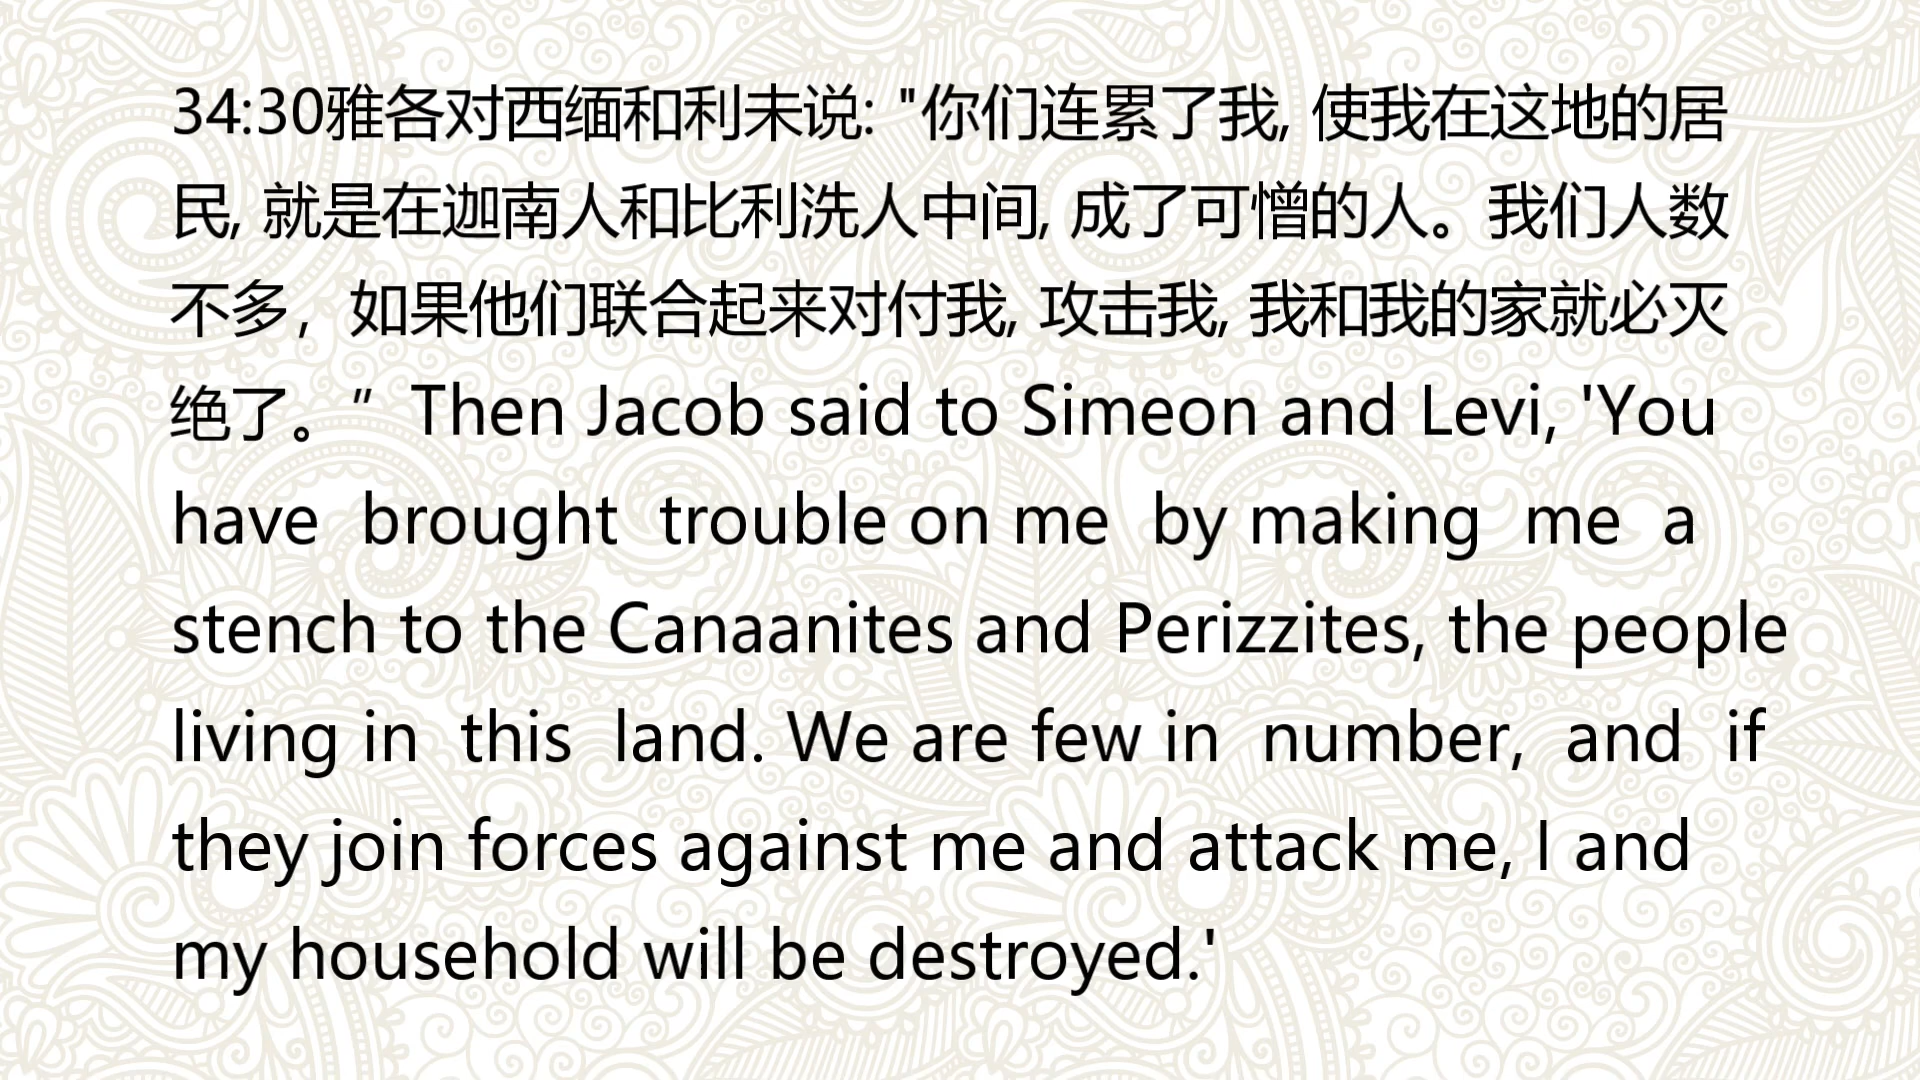 34:30雅各对西缅和利未说: "你们连累了我, 使我在这地的居
民, 就是在迦南人和比利洗人中间, 成了可憎的人。我们人数
不多，如果他们联合起来对付我, 攻击我, 我和我的家就必灭
绝了。” Then Jacob said to Simeon and Levi, 'You
have brought trouble on me by making me a
stench to the Canaanites and Perizzites, the people
living in this land. We are few in number, and if
they join forces against me and attack me, I and
my household will be destroyed.'